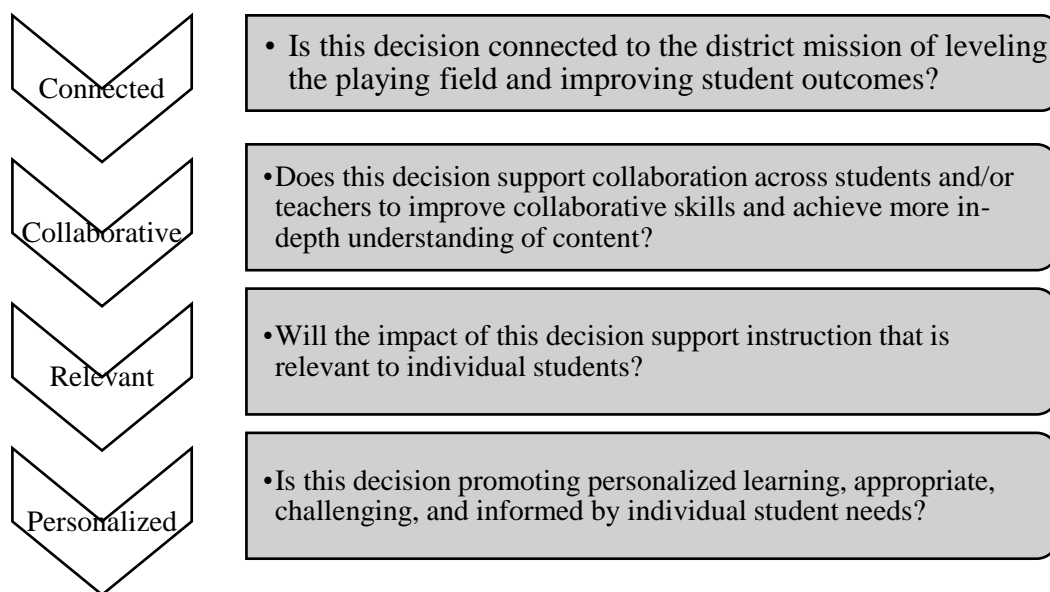 Connected
• Is this decision connected to the district mission of leveling
the playing field and improving student outcomes?
Collaborative
•Does this decision support collaboration across students and/or
teachers to improve collaborative skills and achieve more in-
depth understanding of content?
Relevant
•Will the impact of this decision support instruction that is
relevant to individual students?
Personalized
•Is this decision promoting personalized learning, appropriate,
challenging, and informed by individual student needs?